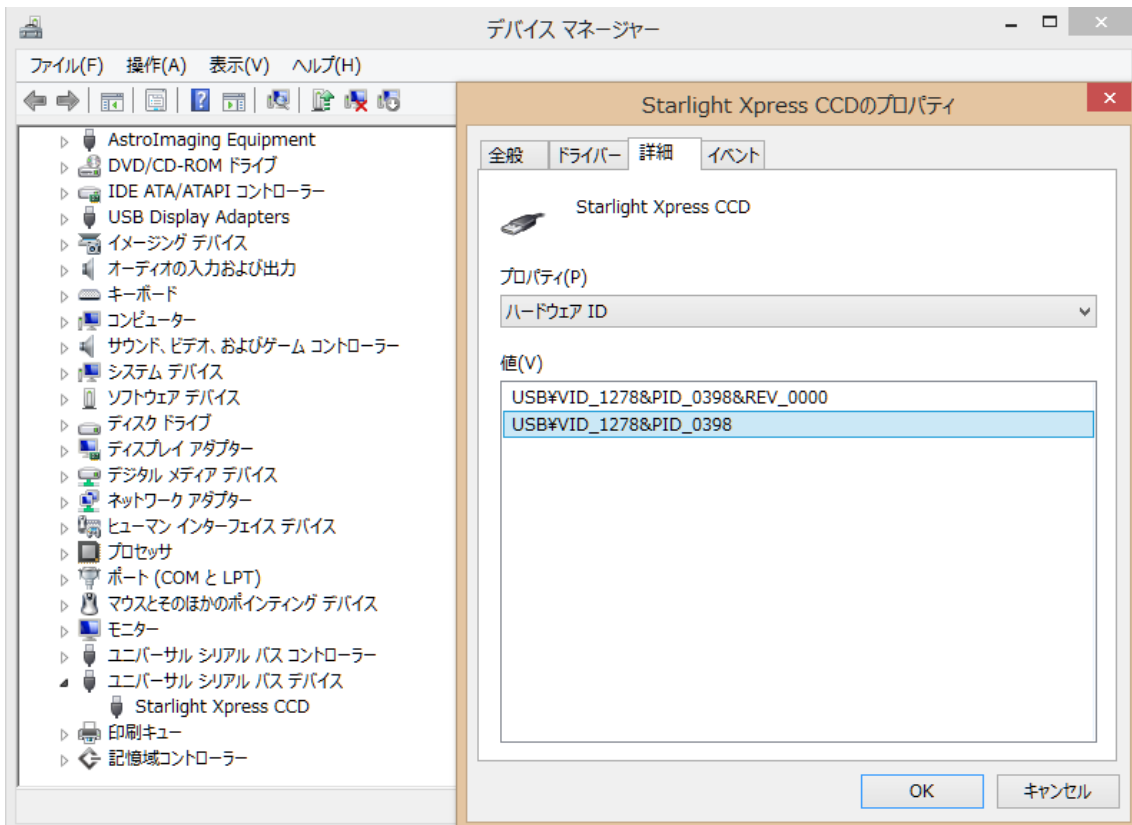 デバイス マネージャー
ファイル(F) 操作(A) 表示(V) ヘルプ(H)
AstroImaging Equipment
DVD/CD-ROM ドライブ
IDE ATA/ATAPI コントローラー
USB Display Adapters
イメージング デバイス
オーディオの入力および出力
キーボード
コンピューター
サウンド、ビデオ、およびゲーム コントローラー
システム デバイス
ソフトウェア デバイス
ディスク ドライブ
ディスプレイ アダプター
デジタル メディア デバイス
ネットワーク アダプター
ヒューマン インターフェイス デバイス
プロセッサ
ポート (COM と LPT)
マウスとそのほかのポインティング デバイス
モニター
ユニバーサル シリアル バス コントローラー
ユニバーサル シリアル バス デバイス
Starlight Xpress CCD
印刷キュー
記憶域コントローラー
Starlight Xpress CCDのプロパティ
全般 ドライバー 詳細 イベント
Starlight Xpress CCD
プロパティ(P)
ハードウェア ID
値(V)
USB¥VID_1278&PID_0398&REV_0000
USB¥VID_1278&PID_0398
OK キャンセル